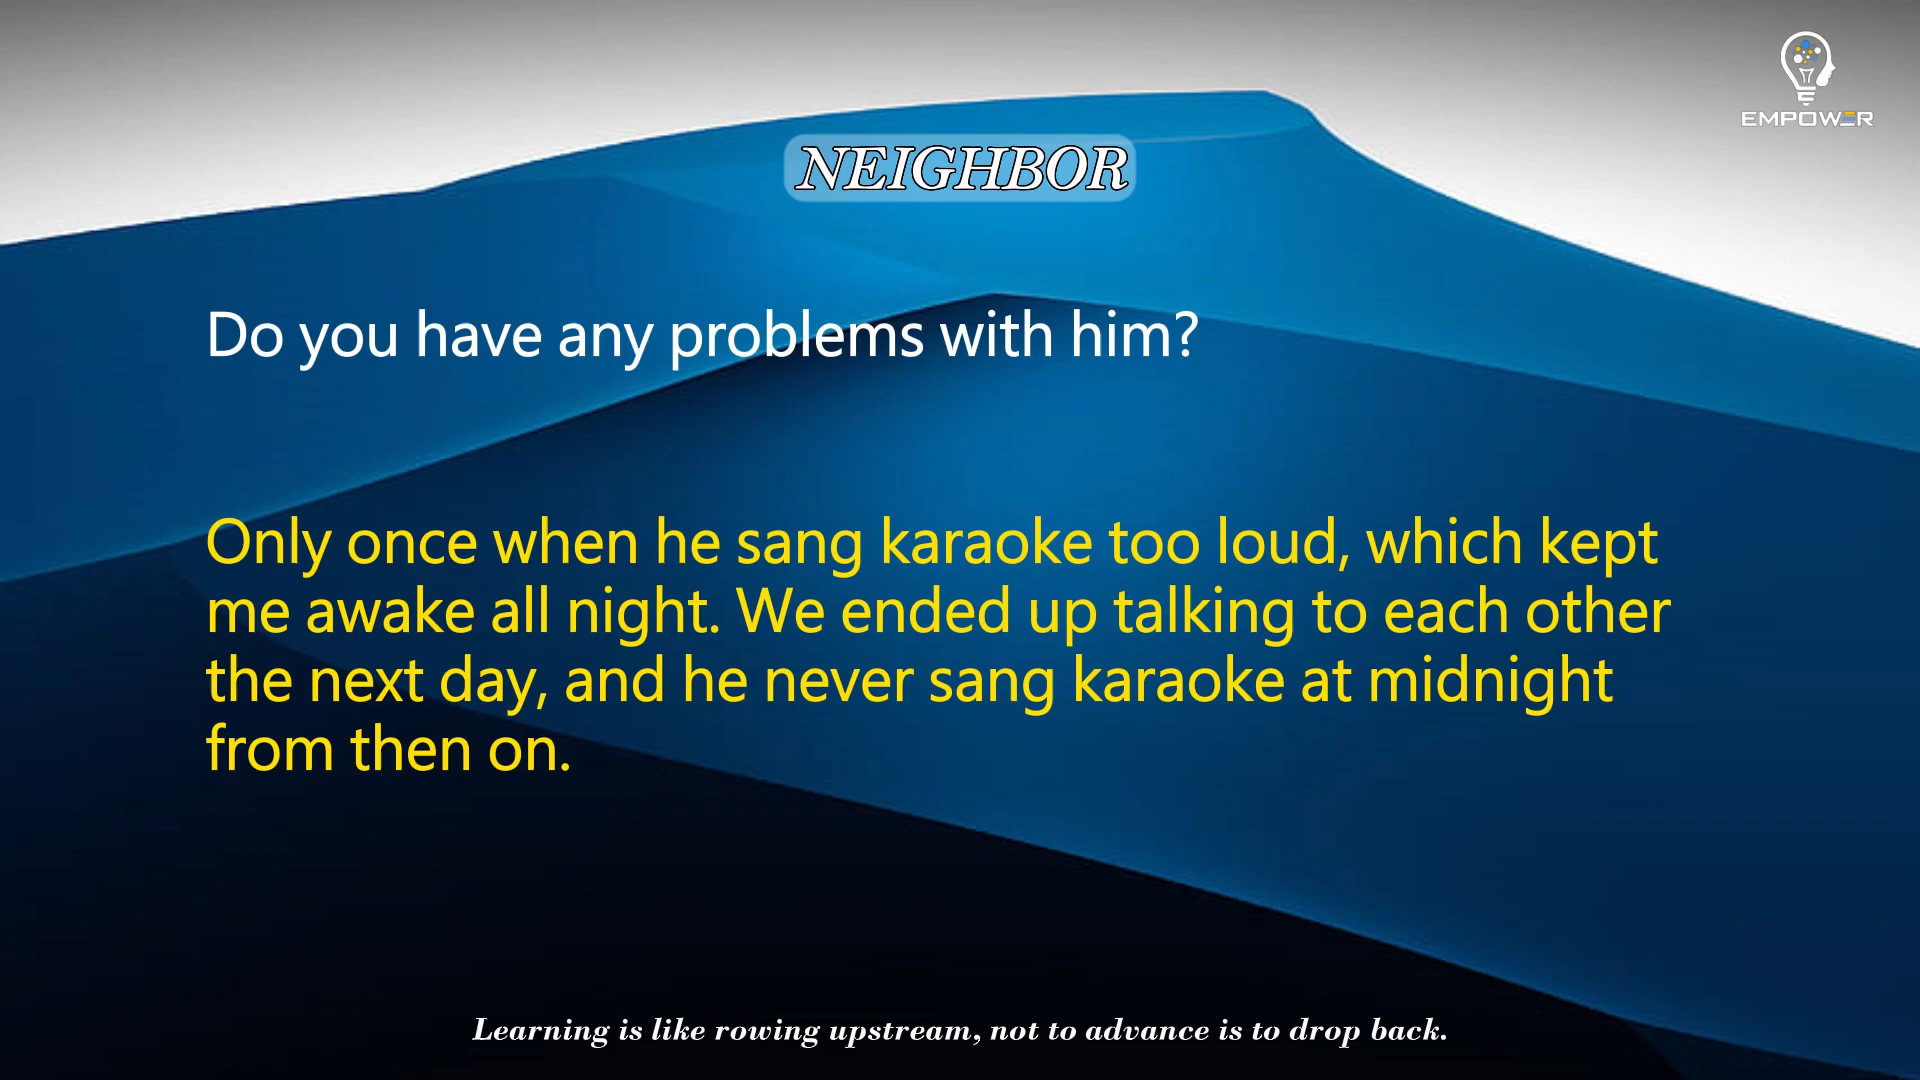 EMPOWER
NEIGHBOR
Do you have any problems with him?
Only once when he sang karaoke too loud, which kept
me awake all night. We ended up talking to each other
the next day, and he never sang karaoke at midnight
from then on.
Learning is like rowing upstream, not to advance is to drop back.